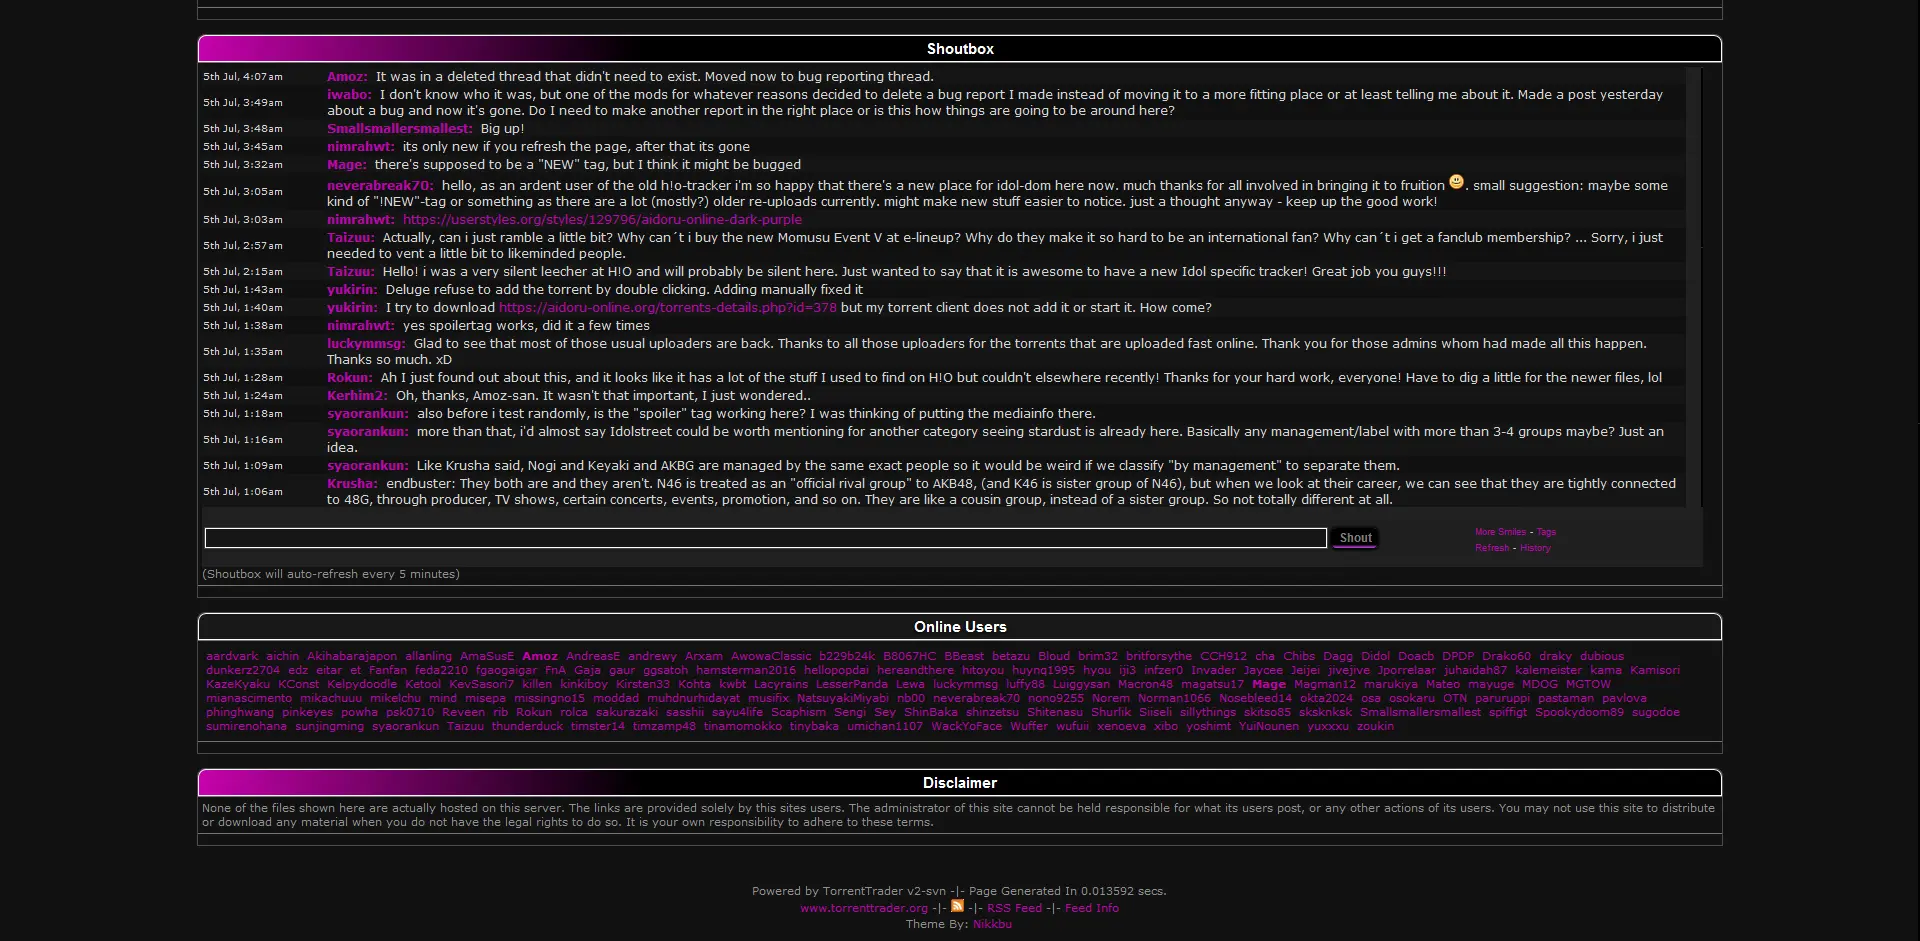 Shoutbox
5th Jul, 4:07am Amoz: It was in a deleted thread that didn't need to exist. Moved now to bug reporting thread.
5th Jul, 3:49am iwabo: I don't know who it was, but one of the mods for whatever reasons decided to delete a bug report I made instead of moving it to a more fitting place or at least telling me about it. Made a post yesterday
about a bug and now it's gone. Do I need to make another report in the right place or is this how things are going to be around here?
5th Jul, 3:48am Smallsmallersmallest: Big up!
5th Jul, 3:45am nimrahwt: its only new if you refresh the page, after that its gone
5th Jul, 3:32am Mage: there's supposed to be a "NEW" tag, but I think it might be bugged
5th Jul, 3:05am neverabreak70: hello, as an ardent user of the old h!o-tracker i'm so happy that there's a new place for idol-dom here now. much thanks for all involved in bringing it to fruition . small suggestion: maybe some
kind of "!NEW"-tag or something as there are a lot (mostly?) older re-uploads currently. might make new stuff easier to notice. just a thought anyway - keep up the good work!
5th Jul, 3:03am nimrahwt: https://userstyles.org/styles/129796/aidoru-online-dark-purple
5th Jul, 2:57am Taizuu: Actually, can i just ramble a little bit? Why can´t i buy the new Momusu Event V at e-lineup? Why do they make it so hard to be an international fan? Why can´t i get a fanclub membership? ... Sorry, i just
needed to vent a little bit to likeminded people.
5th Jul, 2:15am Taizuu: Hello! i was a very silent leecher at H!O and will probably be silent here. Just wanted to say that it is awesome to have a new Idol specific tracker! Great job you guys!!!
5th Jul, 1:43am yukirin: Deluge refuse to add the torrent by double clicking. Adding manually fixed it
5th Jul, 1:40am yukirin: I try to download https://aidoru-online.org/torrents-details.php?id=378 but my torrent client does not add it or start it. How come?
5th Jul, 1:38am nimrahwt: yes spoilertag works, did it a few times
5th Jul, 1:35am luckymmsg: Glad to see that most of those usual uploaders are back. Thanks to all those uploaders for the torrents that are uploaded fast online. Thank you for those admins whom had made all this happen.
Thanks so much. xD
5th Jul, 1:28am Rokun: Ah I just found out about this, and it looks like it has a lot of the stuff I used to find on H!O but couldn't elsewhere recently! Thanks for your hard work, everyone! Have to dig a little for the newer files, lol
5th Jul, 1:24am Kerhim2: Oh, thanks, Amoz-san. It wasn't that important, I just wondered..
5th Jul, 1:18am syaorankun: also before i test randomly, is the "spoiler" tag working here? I was thinking of putting the mediainfo there.
5th Jul, 1:16am syaorankun: more than that, i'd almost say Idolstreet could be worth mentioning for another category seeing stardust is already here. Basically any management/label with more than 3-4 groups maybe? Just an
idea.
5th Jul, 1:09am syaorankun: Like Krusha said, Nogi and Keyaki and AKBG are managed by the same exact people so it would be weird if we classify "by management" to separate them.
5th Jul, 1:06am Krusha: endbuster: They both are and they aren't. N46 is treated as an "official rival group" to AKB48, (and K46 is sister group of N46), but when we look at their career, we can see that they are tightly connected
to 48G, through producer, TV shows, certain concerts, events, promotion, and so on. They are like a cousin group, instead of a sister group. So not totally different at all.
Shout
More Smiles - Tags
Refresh - History
(Shoutbox will auto-refresh every 5 minutes)
Online Users
aardvark aichin Akihabarajapon allanling AmaSusE Amoz AndreasE andrewy Arxam AwowaClassic b229b24k B8067HC BBeast betazu Bloud brim32 britforsythe CCH912 cha Chibs Dagg Didol Doacb DPDP Drako60 draky dubious
dunkerz2704 edz eitar et Fanfan feda2210 fgaogaigar FnA Gaja gaur ggsatoh hamsterman2016 hellopopdai hereandthere hitoyou huynq1995 hyou iji3 infzer0 Invader Jaycee Jeijei jivejive Jporrelaar juhaidah87 kalemeister kama Kamisori
KazeKyaku KConst Kelpydoodle Ketool KevSasori7 killen kinkiboy Kirsten33 Kohta kwbt Lacyrains LesserPanda Lewa luckymmsg luffy88 Luiggysan Macron48 magatsu17 Mage Magman12 marukiya Mateo mayuge MDOG MGTOW
mianascimento mikachuuu mikelchu mind misepa missingno15 moddad muhdnurhidayat musifix NatsuyakiMiyabi nb00 neverabreak70 nono9255 Norem Norman1066 Nosebleed14 okta2024 osa osokaru OTN paruruppi pastaman pavlova
phinghwang pinkeyes powha psk0710 Reveen rib Rokun rolca sakurazaki sasshii sayu4life Scaphism Sengi Sey ShinBaka shinzetsu Shitenasu Shurlik Siiseli sillythings skitso85 sksknksk Smallsmallersmallest spiffigt Spookydoom89 sugodoe
sumirenohana sunjingming syaorankun Taizuu thunderduck timster14 timzamp48 tinamomokko tinybaka umichan1107 WackYoFace Wuffer wufuii xenoeva xibo yoshimt YuiNounen yuxxxu zoukin
Disclaimer
None of the files shown here are actually hosted on this server. The links are provided solely by this sites users. The administrator of this site cannot be held responsible for what its users post, or any other actions of its users. You may not use this site to distribute
or download any material when you do not have the legal rights to do so. It is your own responsibility to adhere to these terms.
Powered by TorrentTrader v2-svn -|- Page Generated In 0.013592 secs.
www.torrenttrader.org -|- -|- RSS Feed -|- Feed Info
Theme By: Nikkbu